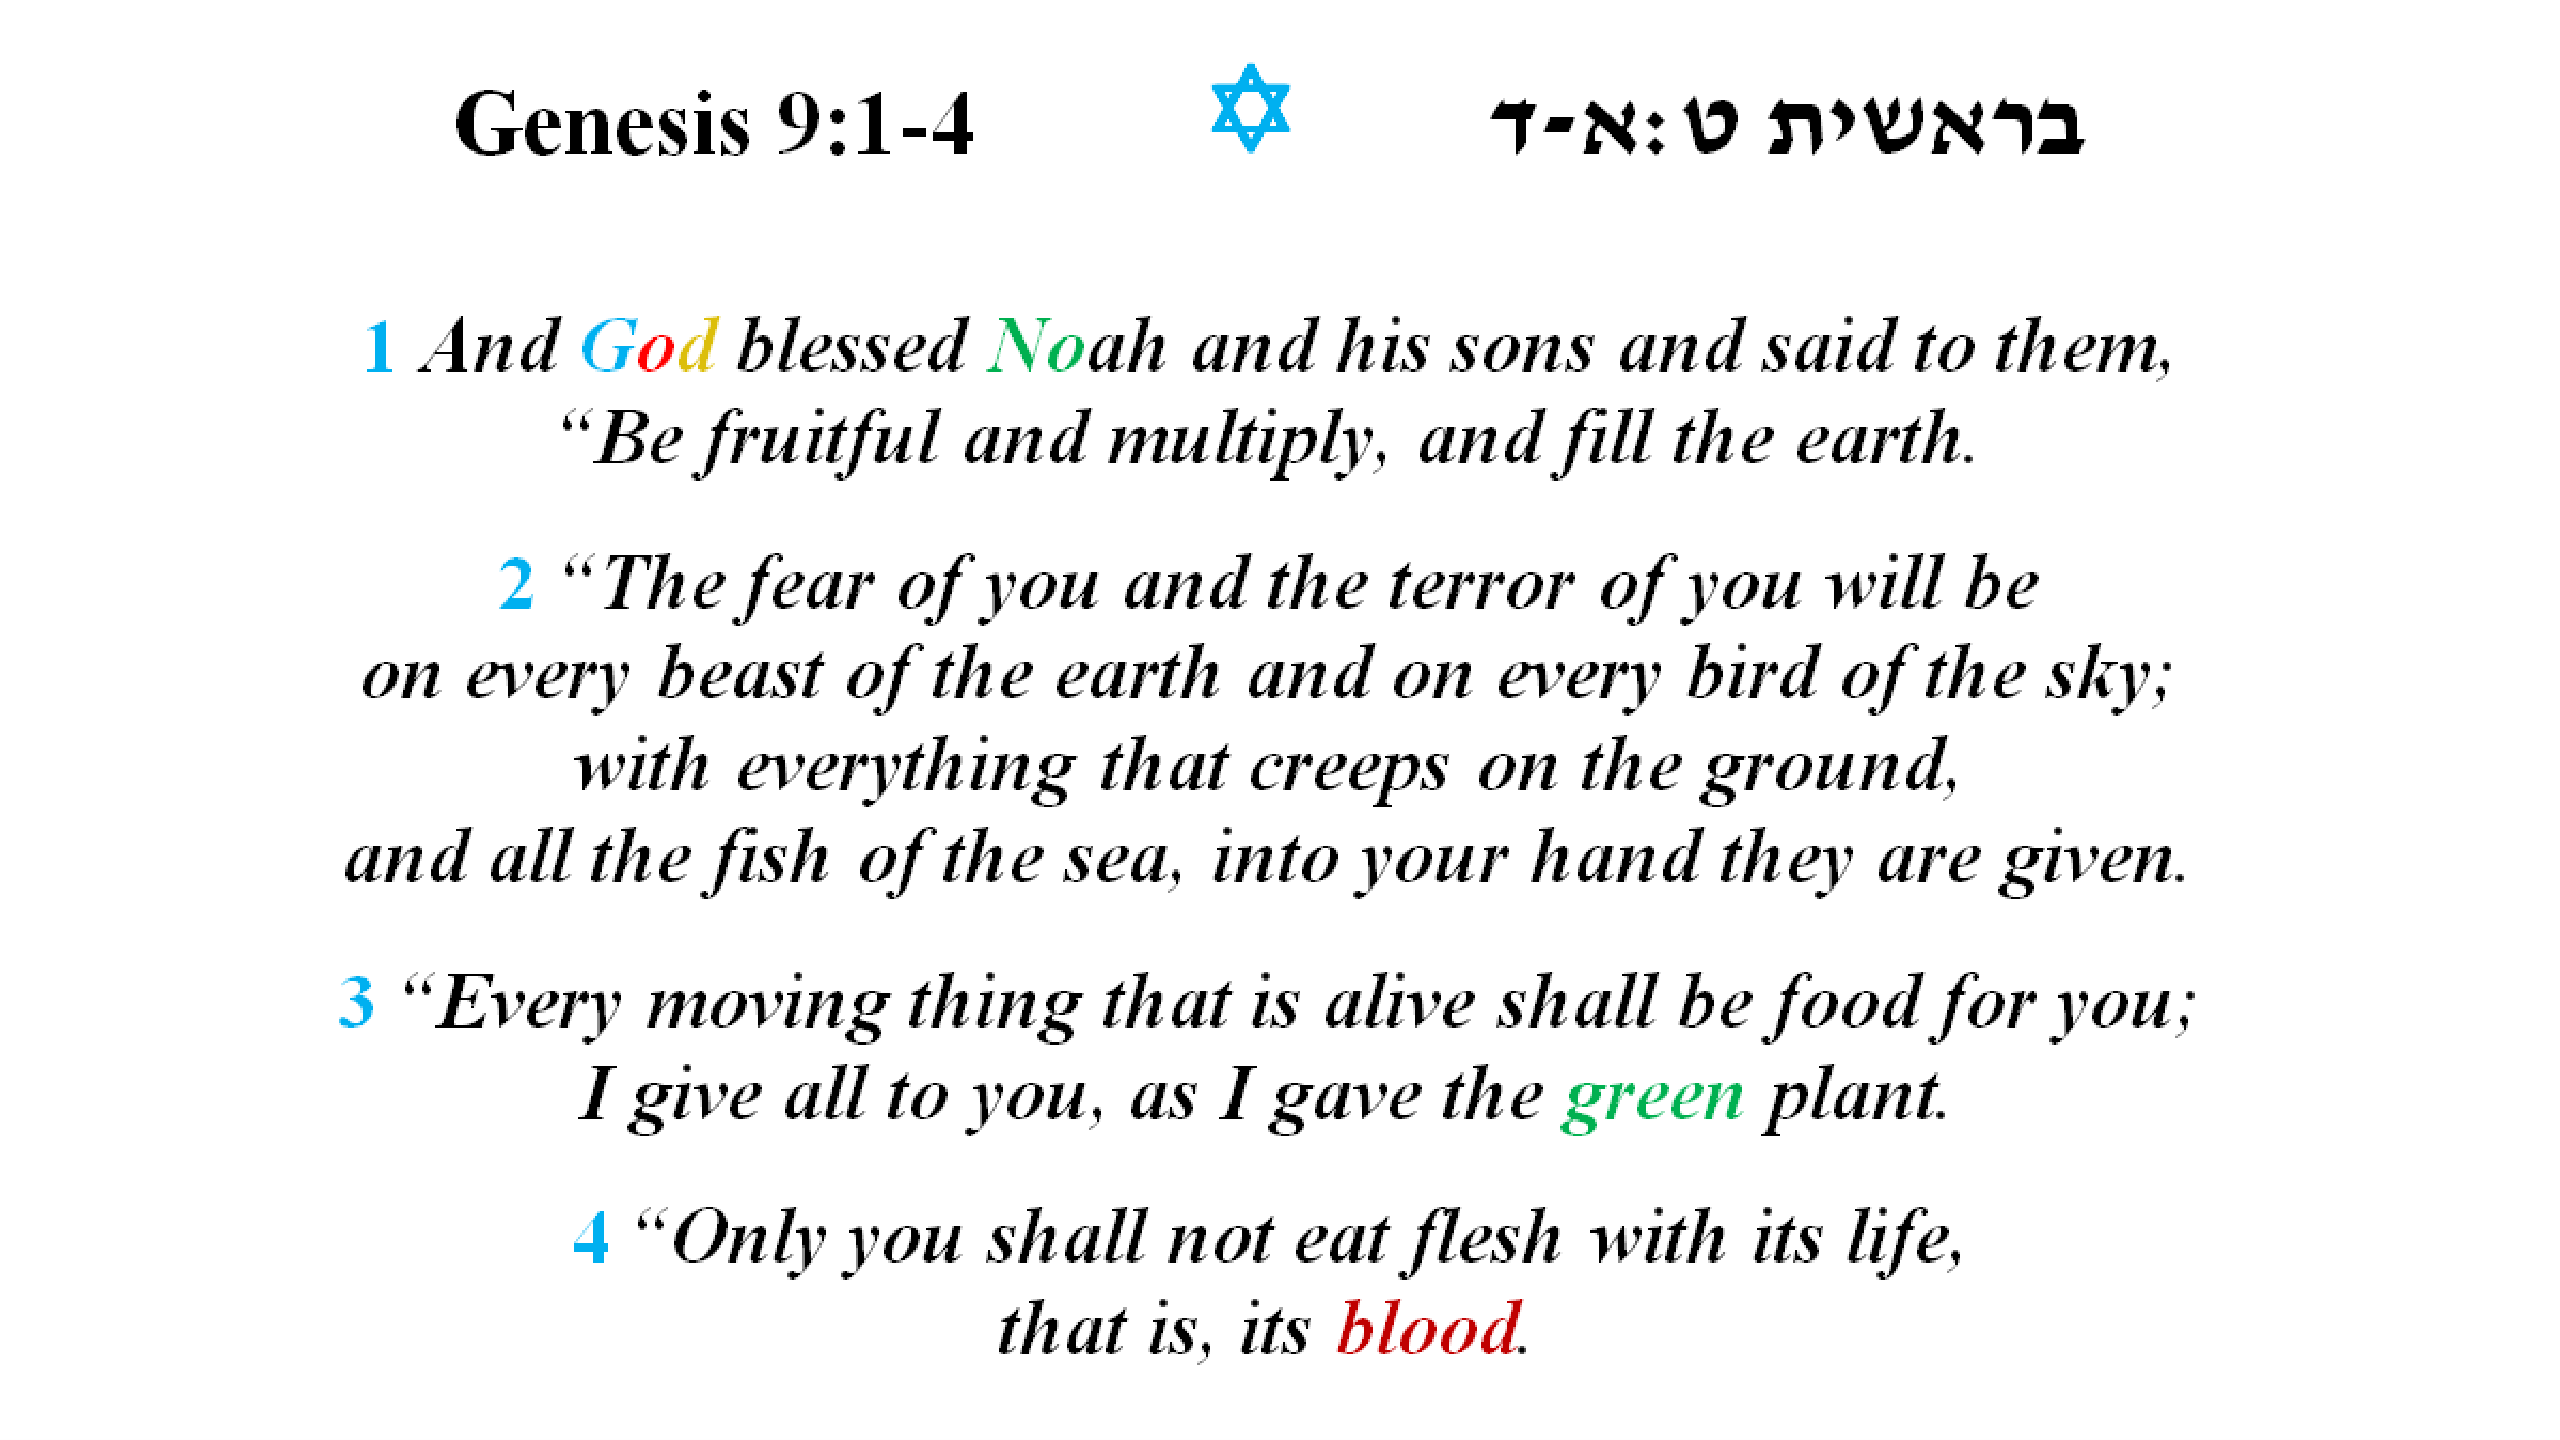 Genesis 9:1-4 ✡ בראשית ט:א-ד
1 And God blessed Noah and his sons and said to them,
“Be fruitful and multiply, and fill the earth.
2 “The fear of you and the terror of you will be
on every beast of the earth and on every bird of the sky;
with everything that creeps on the ground,
and all the fish of the sea, into your hand they are given.
3 “Every moving thing that is alive shall be food for you;
I give all to you, as I gave the green plant.
4 “Only you shall not eat flesh with its life,
that is, its blood.